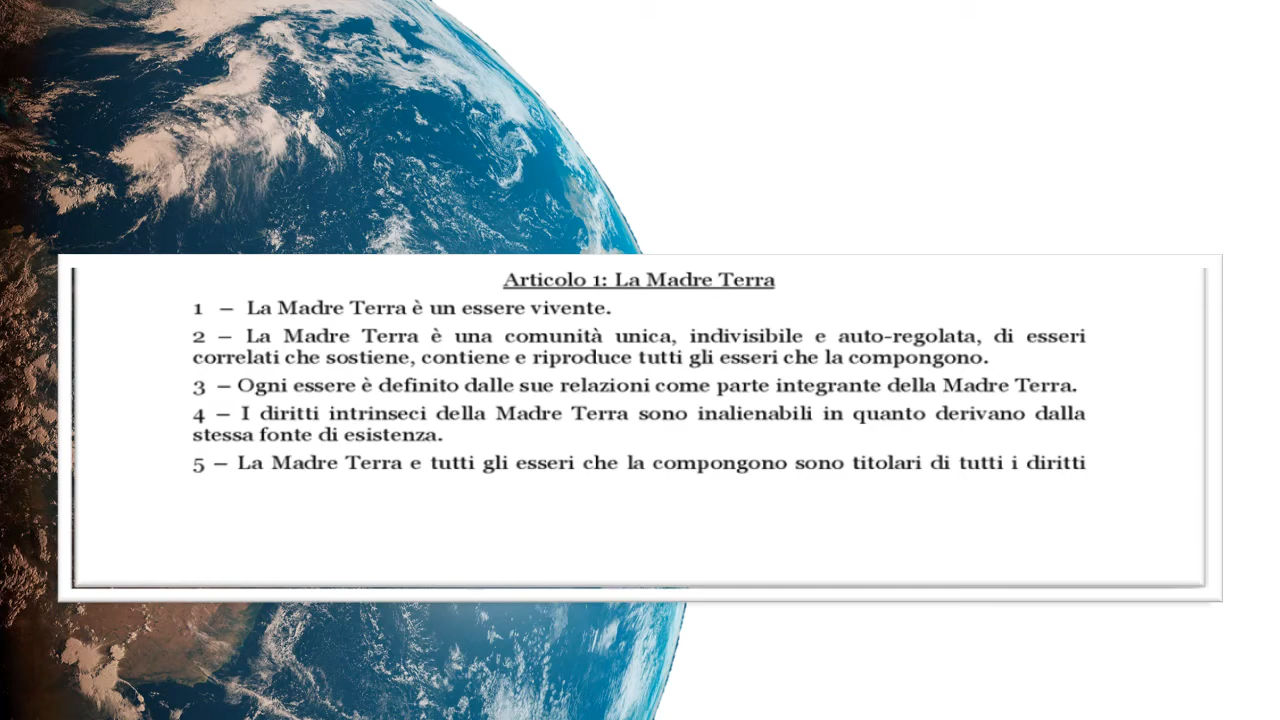 Articolo 1: La Madre Terra
1 – La Madre Terra è un essere vivente.
2 – La Madre Terra è una comunità unica, indivisibile e auto-regolata, di esseri
correlati che sostiene, contiene e riproduce tutti gli esseri che la compongono.
3 – Ogni essere è definito dalle sue relazioni come parte integrante della Madre Terra.
4 – I diritti intrinseci della Madre Terra sono inalienabili in quanto derivano dalla
stessa fonte di esistenza.
5 – La Madre Terra e tutti gli esseri che la compongono sono titolari di tutti i diritti